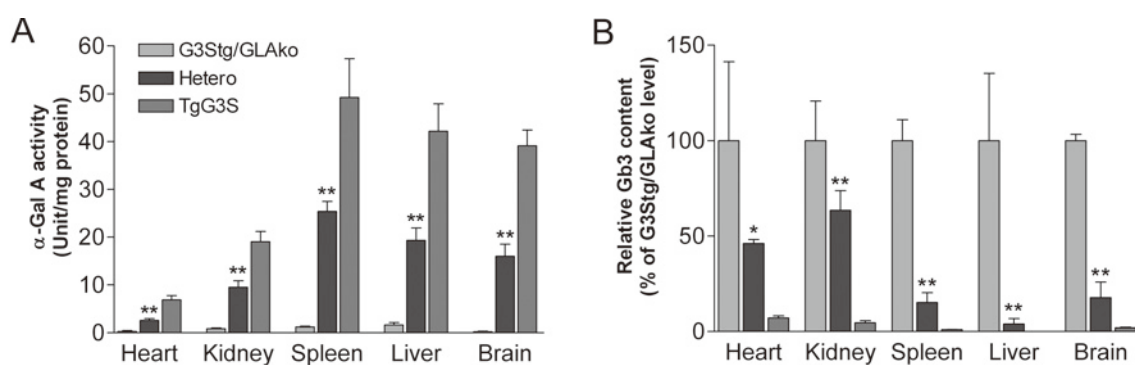 A
α-Gal A activity
(Unit/mg protein)
60
50
40
30
20
10
0
G3Stg/GLAko
Hetero
TgG3S
**
**
**
**
**
Heart Kidney Spleen Liver Brain
B
Relative Gb3 content
(% of G3Stg/GLAko level)
150
100
50
0
*
**
**
**
**
Heart Kidney Spleen Liver Brain